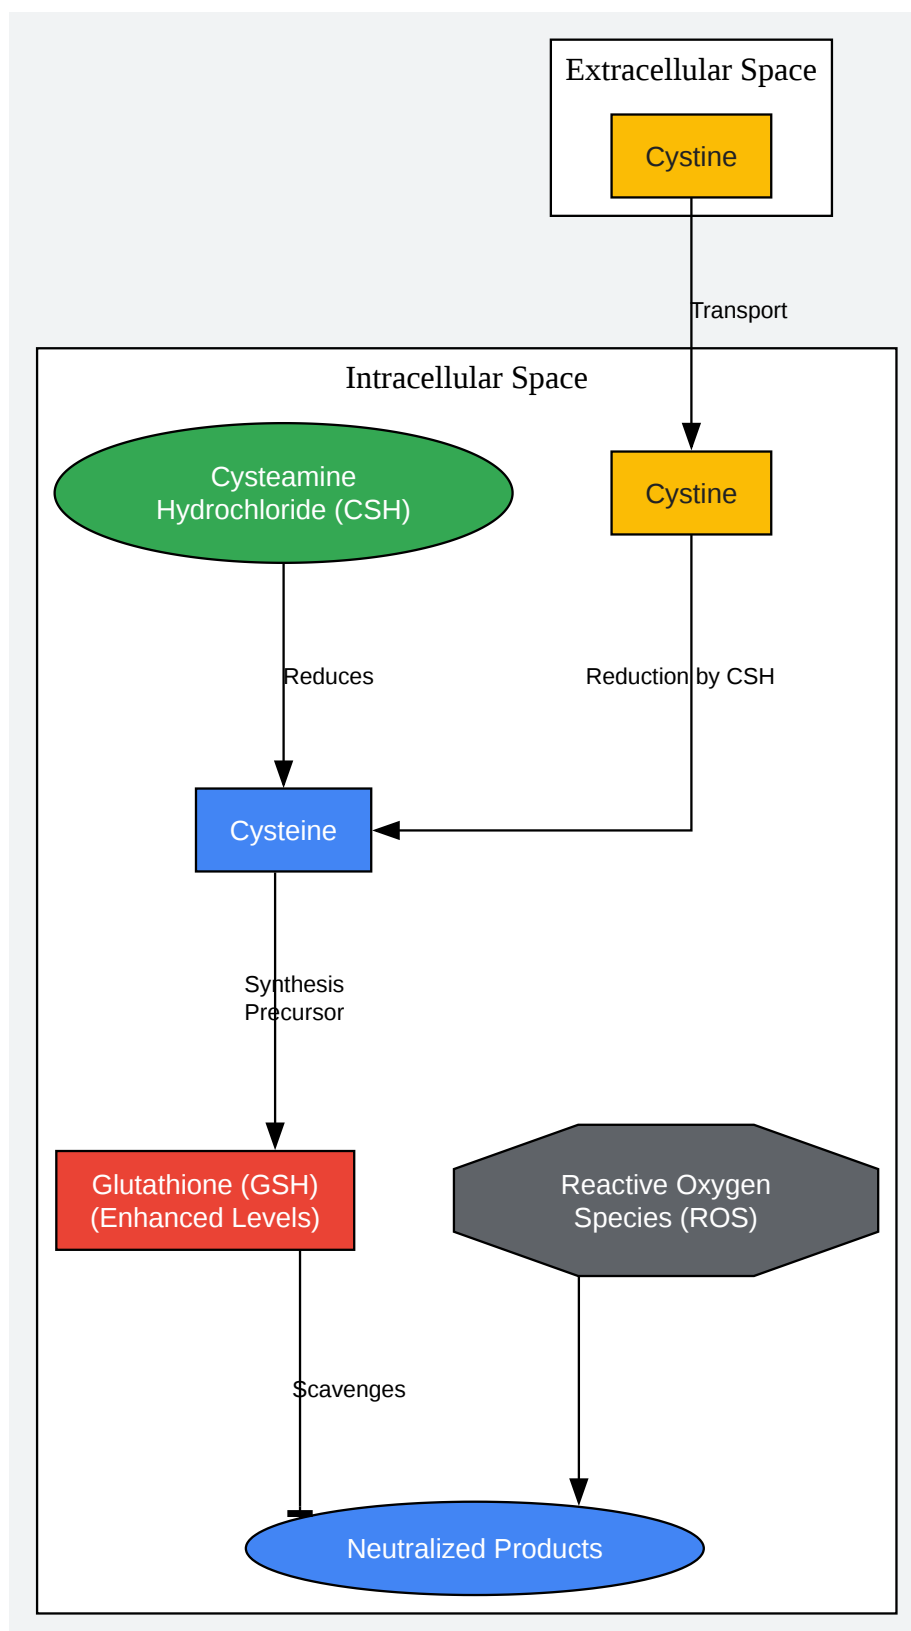 Extracellular Space
Cystine
Transport
Intracellular Space
Cysteamine
Hydrochloride (CSH)
Cystine
Reduces
Reduction by CSH
Cysteine
Synthesis
Precursor
Glutathione (GSH)
(Enhanced Levels)
Reactive Oxygen
Species (ROS)
Scavenges
Neutralized Products